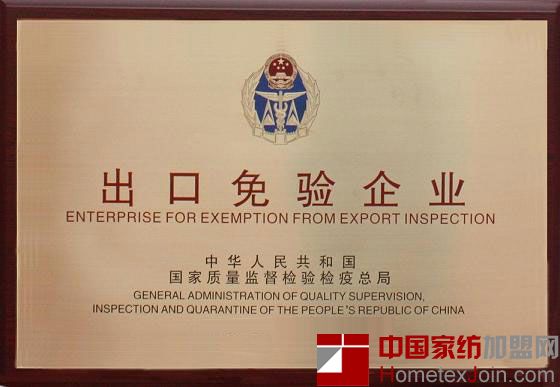 出口免验企业
ENTERPRISE FOR EXEMPTION FROM EXPORT INSPECTION
中华人民共和国
国家质量监督检验检疫总局
GENERAL ADMINISTRATION OF QUALITY SUPERVISION,
INSPECTION AND QUARANTINE OF THE PEOPLE'S REPUBLIC OF CHINA
中国家纺加盟网
HometexJoin.com